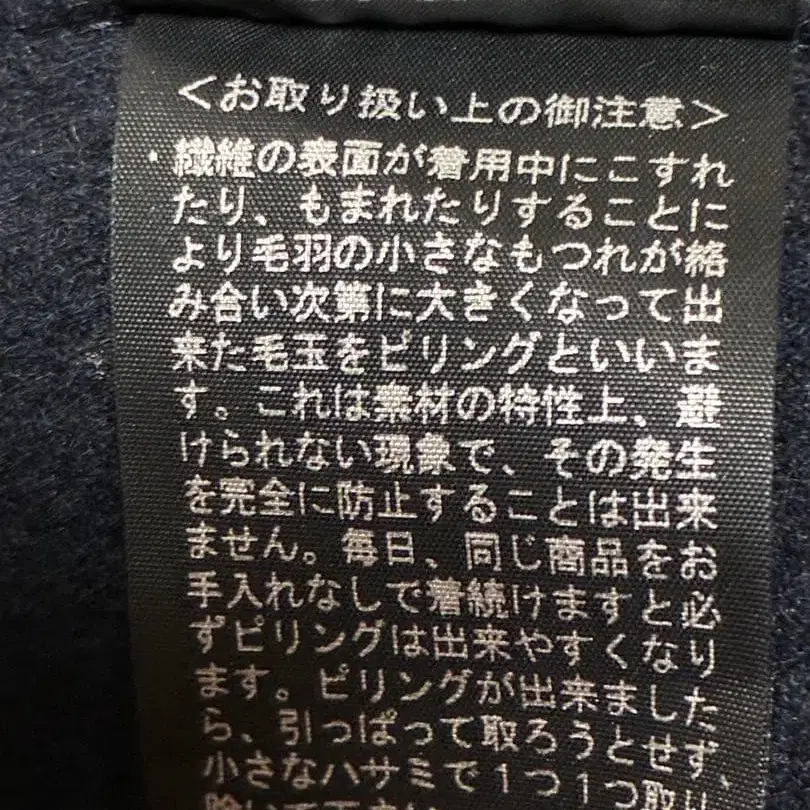 <お取り扱い上の御注意>
・繊維の表面が着用中にこすれ
たり、もまれたりすることに
より毛羽の小さなもつれが絡
み合い次第に大きくなって出
来た毛玉をピリングといいま
す。これは素材の特性上、避
けられない現象で、その発生
を完全に防止することは出来
ません。毎日、同じ商品をお
手入れなしで着続けますと必
ずピリングは出来やすくなり
ます。ピリングが出来ました
ら、引っぱって取ろうとせず、
小さなハサミで1つ1つ取り
除いて下さい